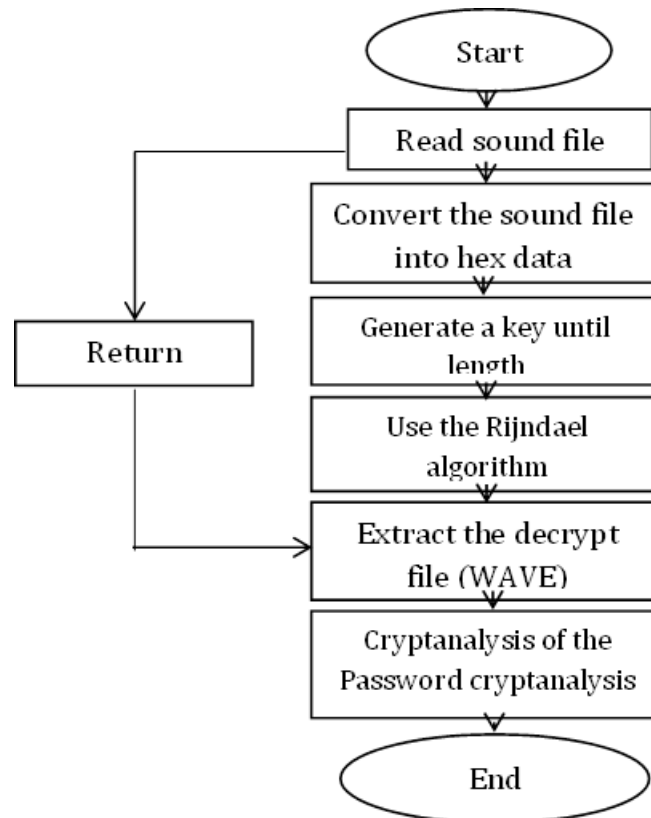 Start
Read sound file
Convert the sound file
into hex data
Generate a key until
length
Return
Use the Rijndael
algorithm
Extract the decrypt
file (WAVE)
Cryptanalysis of the
Password cryptanalysis
End